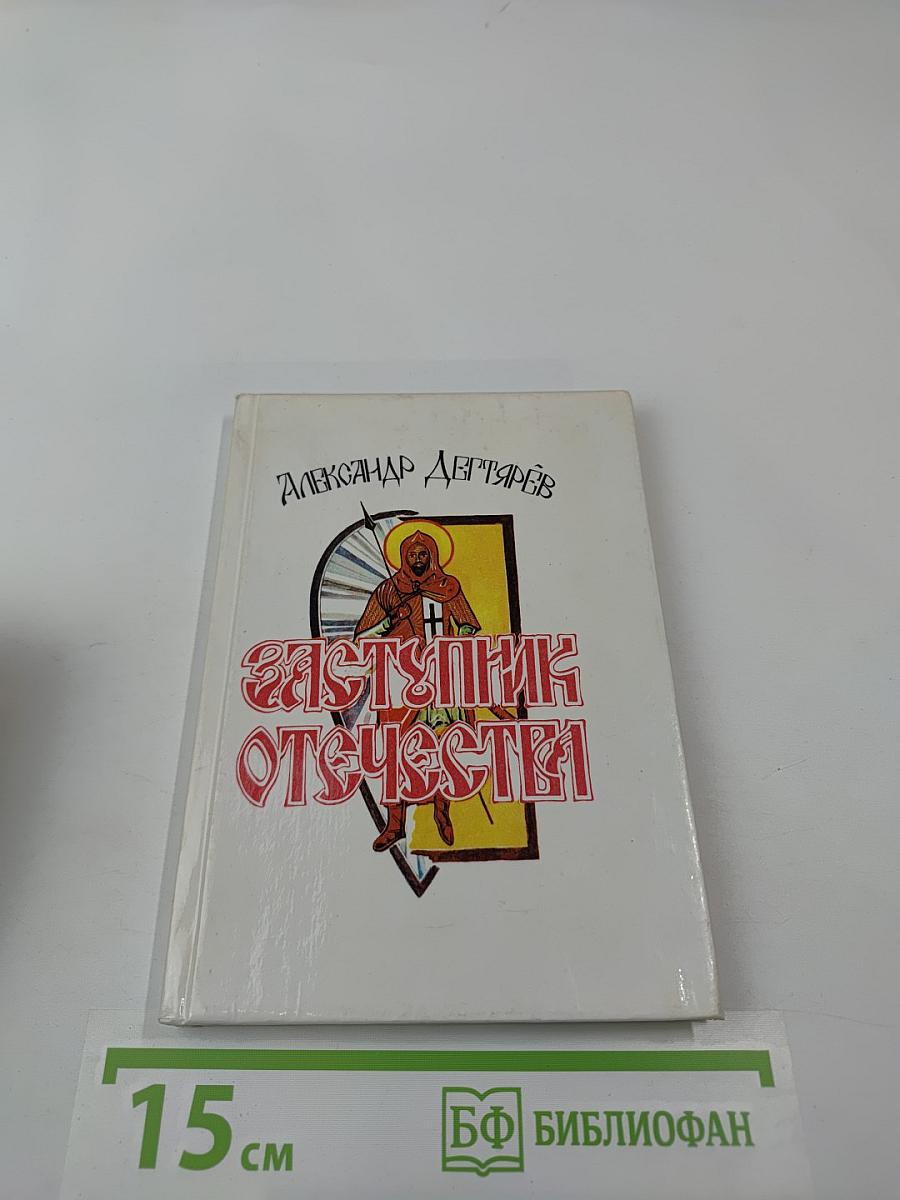 Александр Дегтярёв
ЗАСТУПНИК
ОТЕЧЕСТВА
15 см
БФ БИБЛИОФАН